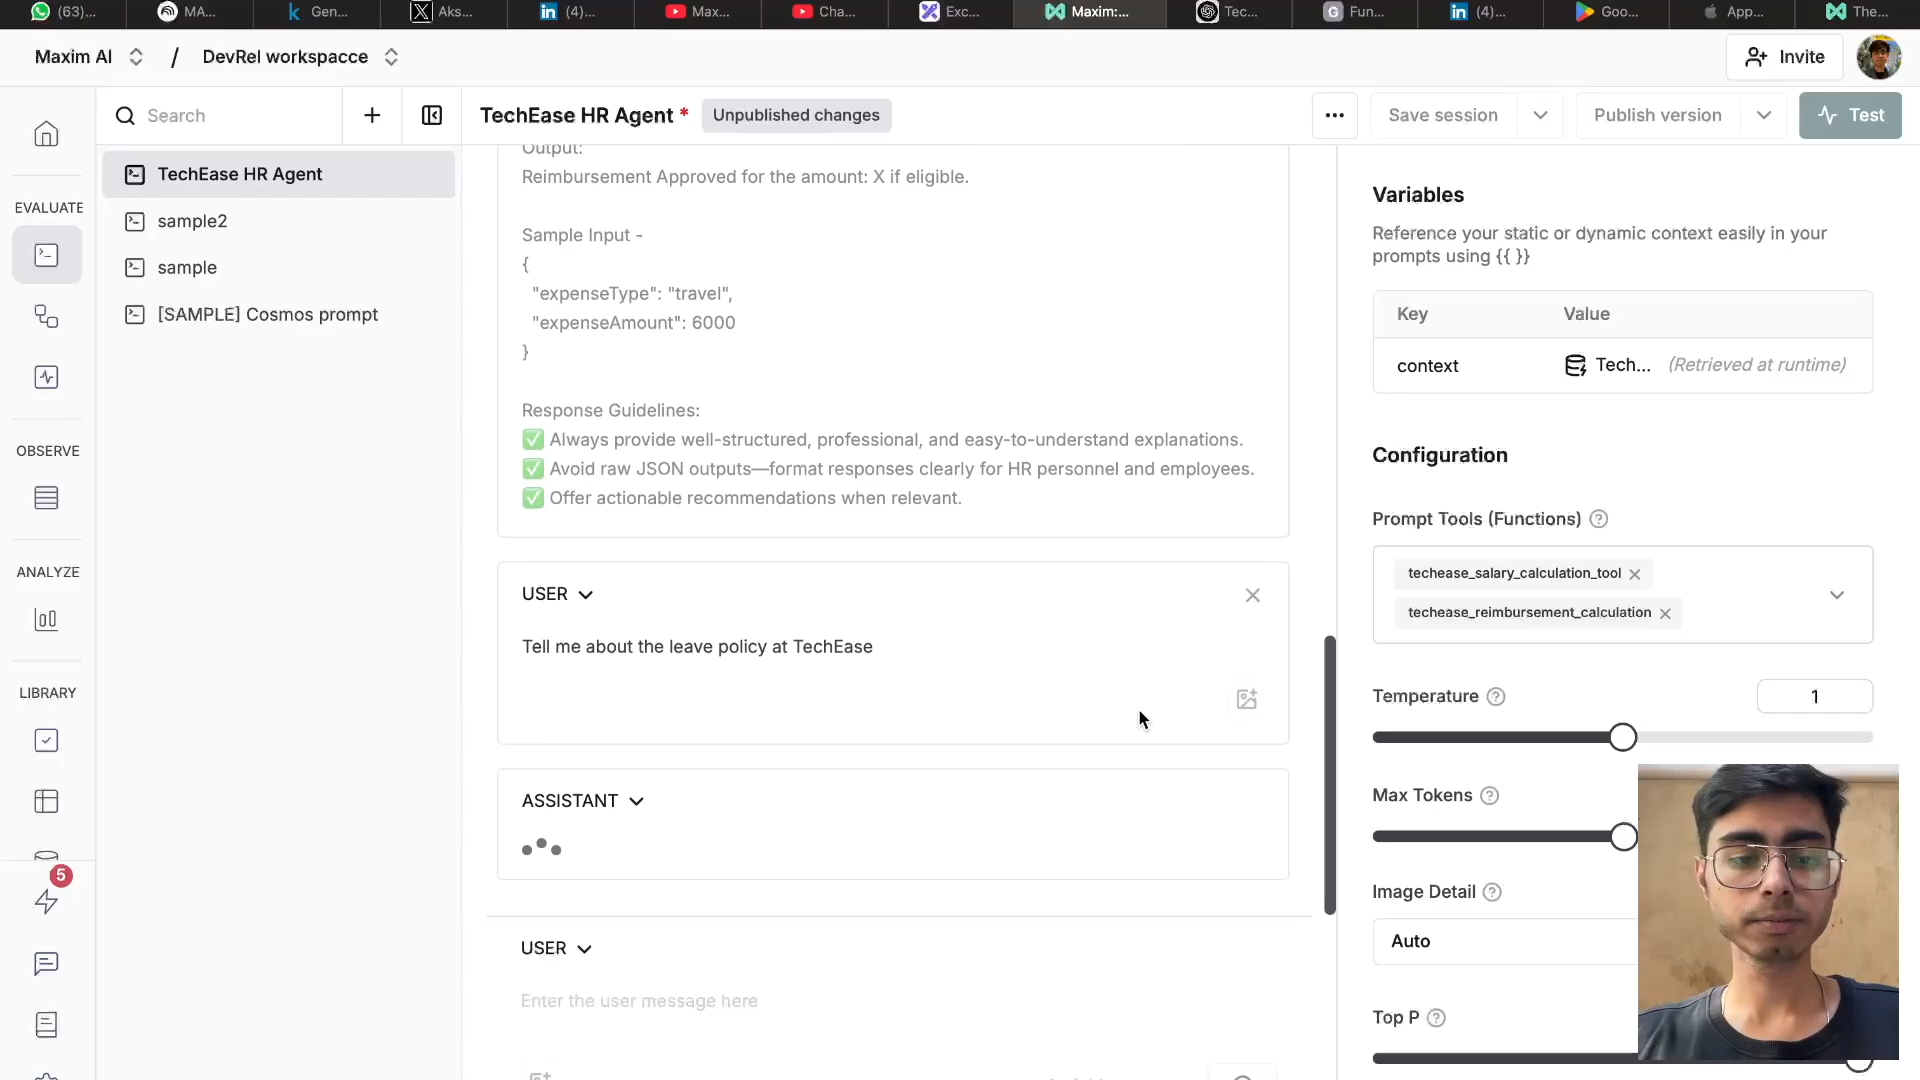 (63)...
MA...
Gen...
Aks...
(4)...
Max...
Cha...
Exc...
Maxim:...
Tec...
Fun...
(4)...
Goo...
App...
The...
Maxim AI / DevRel workspacce
Invite
Search
TechEase HR Agent * Unpublished changes
Save session
Publish version
Test
TechEase HR Agent
sample2
sample
[SAMPLE] Cosmos prompt
EVALUATE
OBSERVE
ANALYZE
LIBRARY
5
Output:
Reimbursement Approved for the amount: X if eligible.
Sample Input -
{
"expenseType": "travel",
"expenseAmount": 6000
}
Response Guidelines:
✅ Always provide well-structured, professional, and easy-to-understand explanations.
✅ Avoid raw JSON outputs—format responses clearly for HR personnel and employees.
✅ Offer actionable recommendations when relevant.
USER
Tell me about the leave policy at TechEase
ASSISTANT
USER
Enter the user message here
Variables
Reference your static or dynamic context easily in your
prompts using {{ }}
Key Value
context Tech... (Retrieved at runtime)
Configuration
Prompt Tools (Functions)
techease_salary_calculation_tool
techease_reimbursement_calculation
Temperature 1
Max Tokens
Image Detail
Auto
Top P